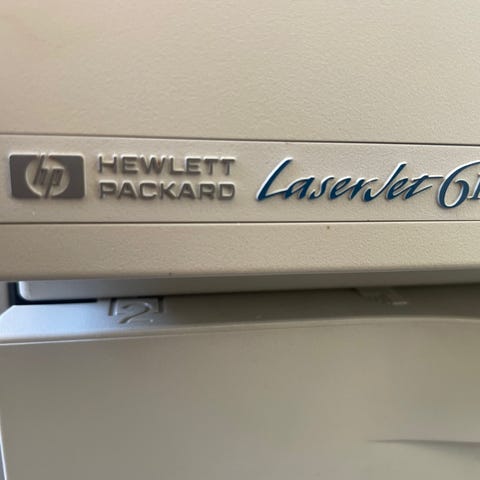 hp HEWLETT PACKARD LaserJet 6
2